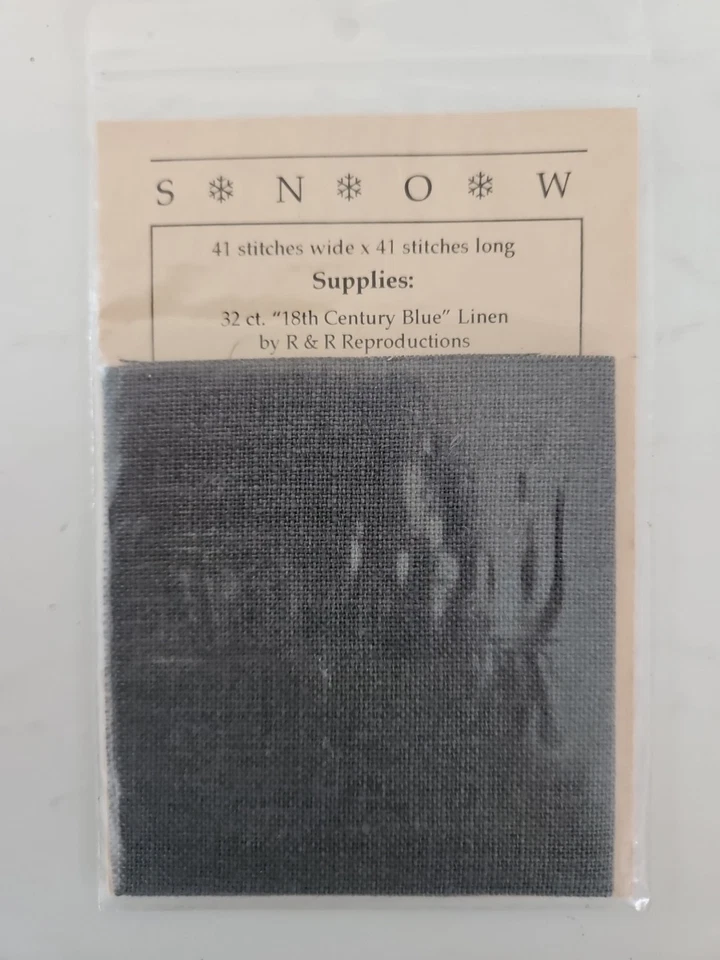 S ❄ N ❄ O ❄ W
41 stitches wide x 41 stitches long
Supplies:
32 ct. “18th Century Blue” Linen
by R & R Reproductions